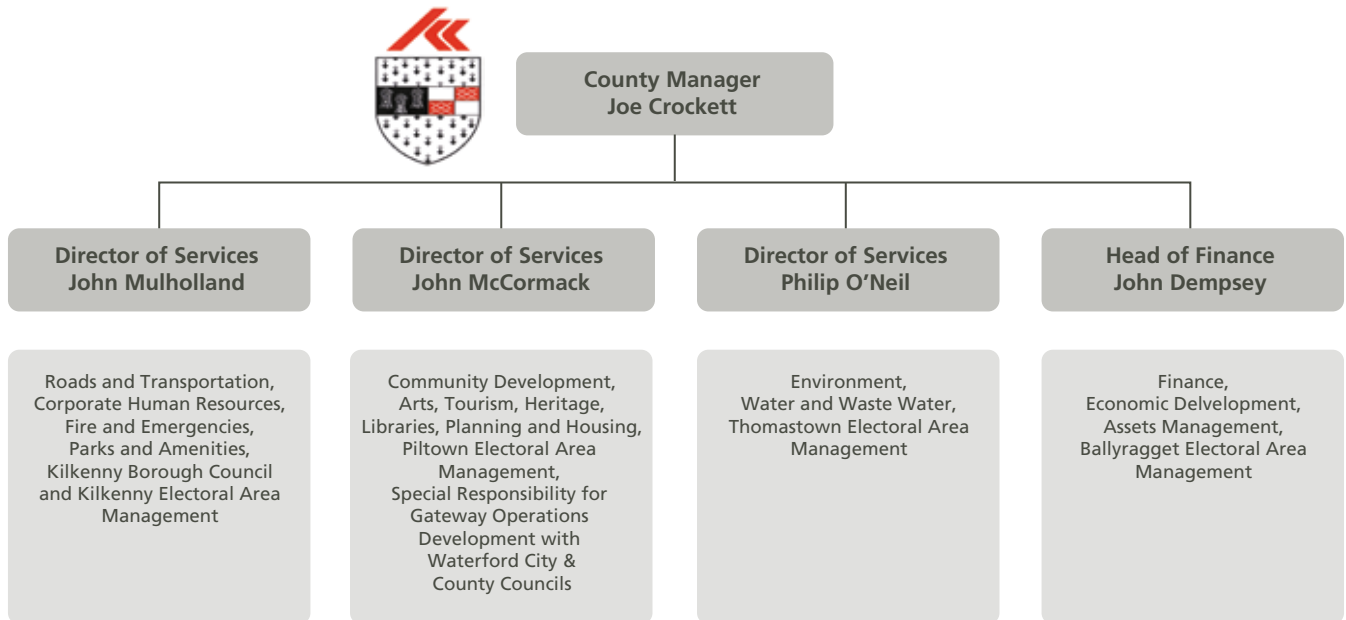 County Manager
Joe Crockett
Director of Services
John Mulholland
Director of Services
John McCormack
Director of Services
Philip O’Neil
Head of Finance
John Dempsey
Roads and Transportation,
Corporate Human Resources,
Fire and Emergencies,
Parks and Amenities,
Kilkenny Borough Council
and Kilkenny Electoral Area
Management
Community Development,
Arts, Tourism, Heritage,
Libraries, Planning and Housing,
Piltown Electoral Area
Management,
Special Responsibility for
Gateway Operations
Development with
Waterford City &
County Councils
Environment,
Water and Waste Water,
Thomastown Electoral Area
Management
Finance,
Economic Delvelopment,
Assets Management,
Ballyragget Electoral Area
Management